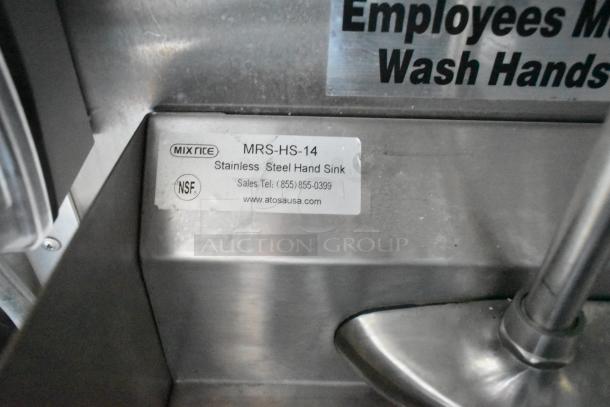 Employees M
Wash Hands
MIXRITE MRS-HS-14
Stainless Steel Hand Sink
NSF. Sales Tel: (855)855-0399
www.atosausa.com
AUCTION GROUP